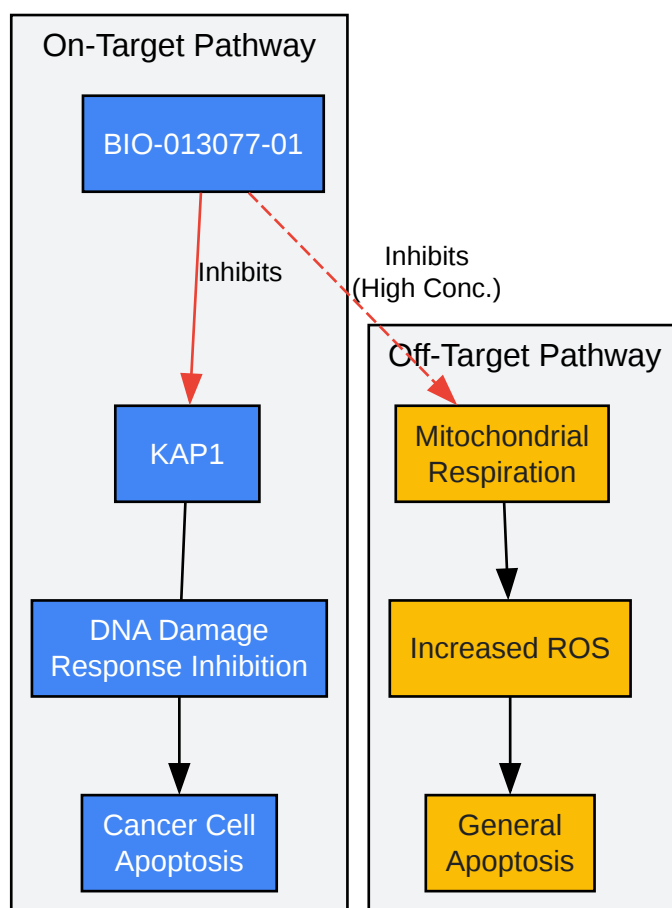 On-Target Pathway
BIO-013077-01
Inhibits
Inhibits
(High Conc.)
KAP1
DNA Damage
Response Inhibition
Cancer Cell
Apoptosis
Off-Target Pathway
Mitochondrial
Respiration
Increased ROS
General
Apoptosis